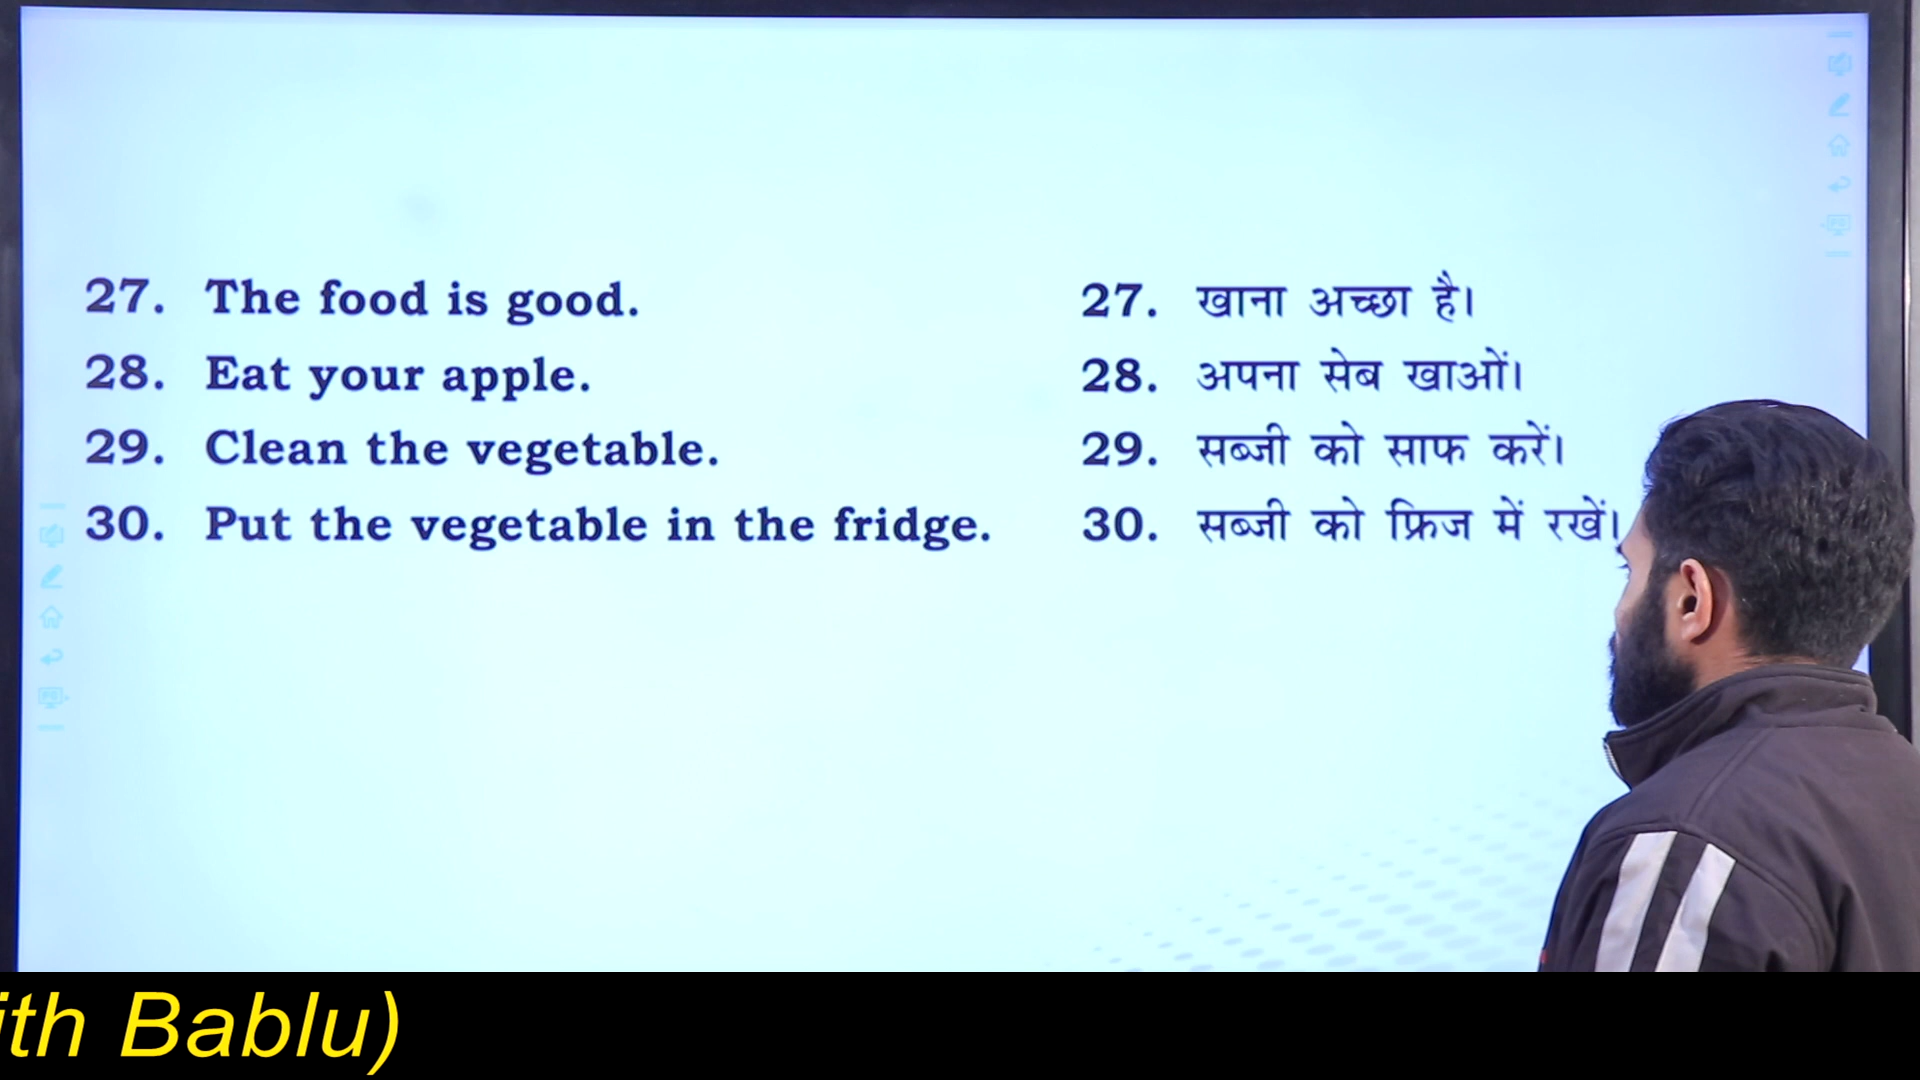 27. The food is good.
28. Eat your apple.
29. Clean the vegetable.
30. Put the vegetable in the fridge.
27. खाना अच्छा है।
28. अपना सेब खाओं।
29. सब्जी को साफ करें।
30. सब्जी को फ्रिज में रखें।
ith Bablu)